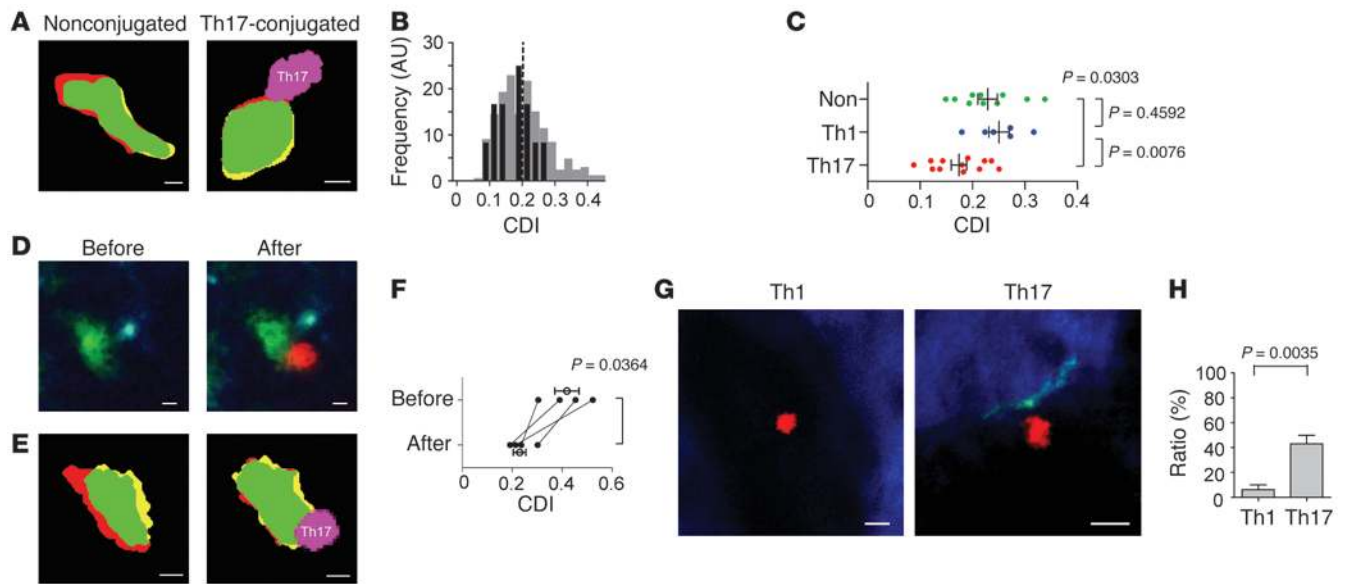 A
Nonconjugated
Th17-conjugated
Th17
B
Frequency (AU)
30
20
10
0
0 0.1 0.2 0.3 0.4
CDI
C
P = 0.0303
Non
Th1
Th17
P = 0.4592
P = 0.0076
0 0.1 0.2 0.3 0.4
CDI
D
Before
After
E
Th17
F
P = 0.0364
Before
After
0 0.2 0.4 0.6
CDI
G
Th1
Th17
H
P = 0.0035
Ratio (%)
100
80
60
40
20
0
Th1 Th17